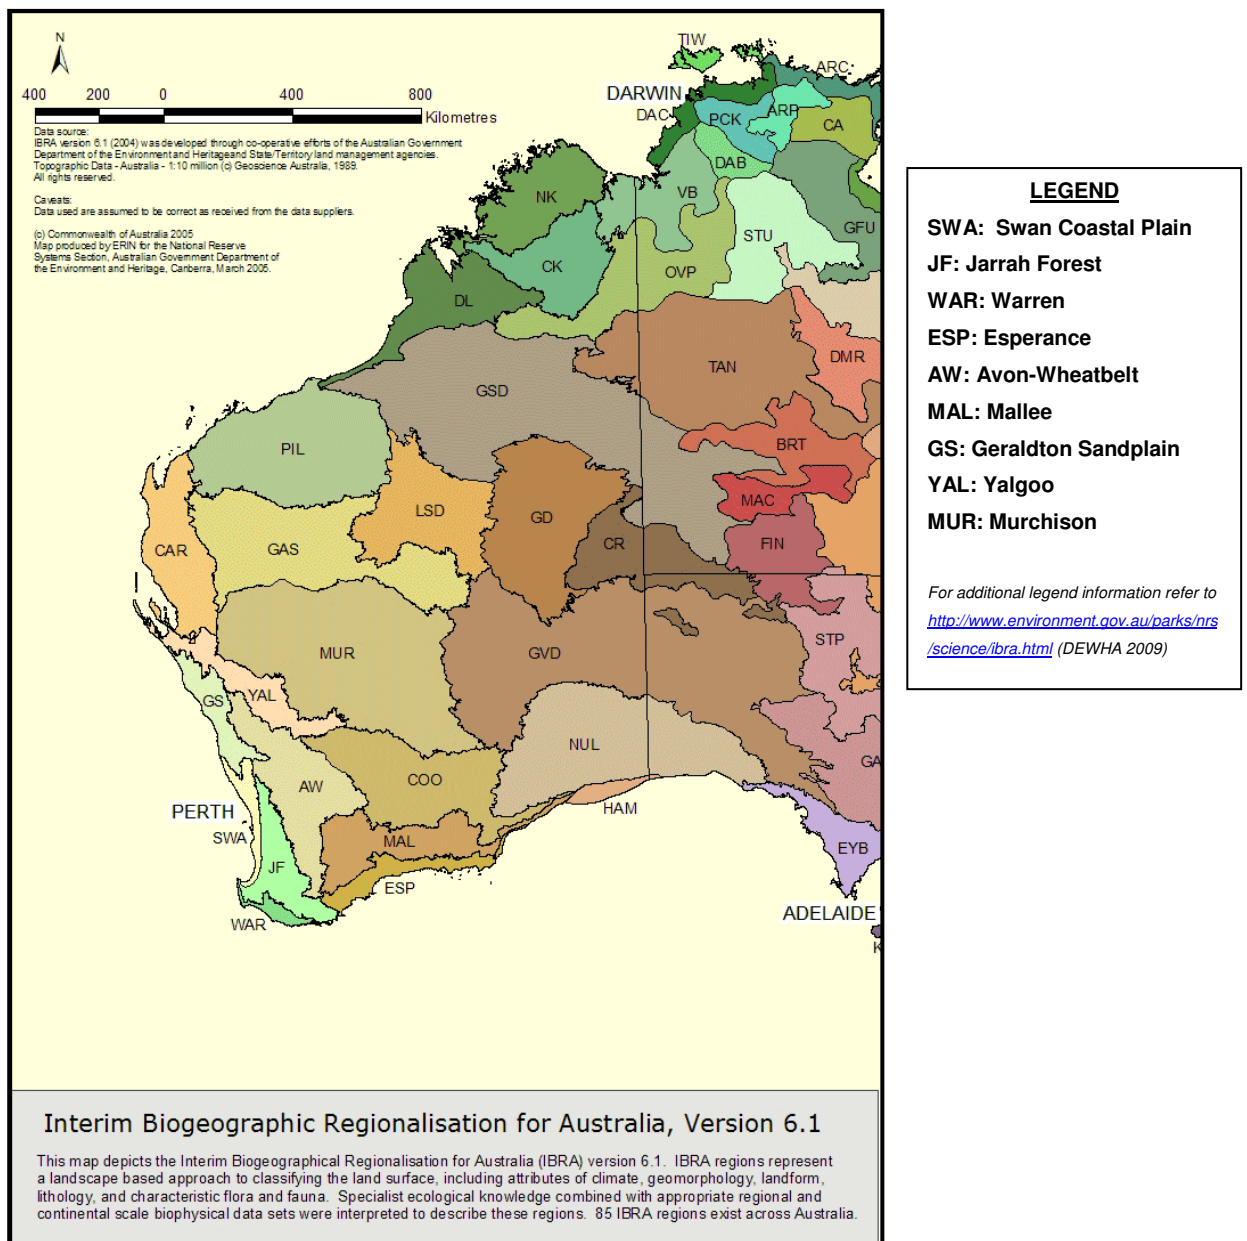 N
400 200 0 400 800
Kilometres
Data source:
IBRA version 6.1 (2004) was developed through co-operative efforts of the Australian Government
Department of the Environment and Heritageand State/Territory land management agencies.
Topographic Data - Australia - 1:10 million (c) Geoscience Australia, 1989.
All rights reserved.
Caveats:
Data used are assumed to be correct as received from the data suppliers.
(c) Commonwealth of Australia 2005
Map produced by ERIN for the National Reserve
Systems Section, Australian Government Department of
the Environment and Heritage, Canberra, March 2005.
TIW
ARC
DARWIN
DAC
PCK
ARP
CA
DAB
NK
VB
STU
GFU
CK
OVP
DL
TAN
DMR
GSD
BRT
PIL
MAC
LSD
GD
CAR
GAS
CR
FIN
STP
MUR
GVD
YAL
GS
NUL
GA
COO
AW
PERTH
HAM
SWA
MAL
EYB
JF
ESP
ADELAIDE
WAR
K
LEGEND
SWA: Swan Coastal Plain
JF: Jarrah Forest
WAR: Warren
ESP: Esperance
AW: Avon-Wheatbelt
MAL: Mallee
GS: Geraldton Sandplain
YAL: Yalgoo
MUR: Murchison
For additional legend information refer to
http://www.environment.gov.au/parks/nrs
/science/ibra.html (DEWHA 2009)
Interim Biogeographic Regionalisation for Australia, Version 6.1
This map depicts the Interim Biogeographical Regionalisation for Australia (IBRA) version 6.1. IBRA regions represent
a landscape based approach to classifying the land surface, including attributes of climate, geomorphology, landform,
lithology, and characteristic flora and fauna. Specialist ecological knowledge combined with appropriate regional and
continental scale biophysical data sets were interpreted to describe these regions. 85 IBRA regions exist across Australia.